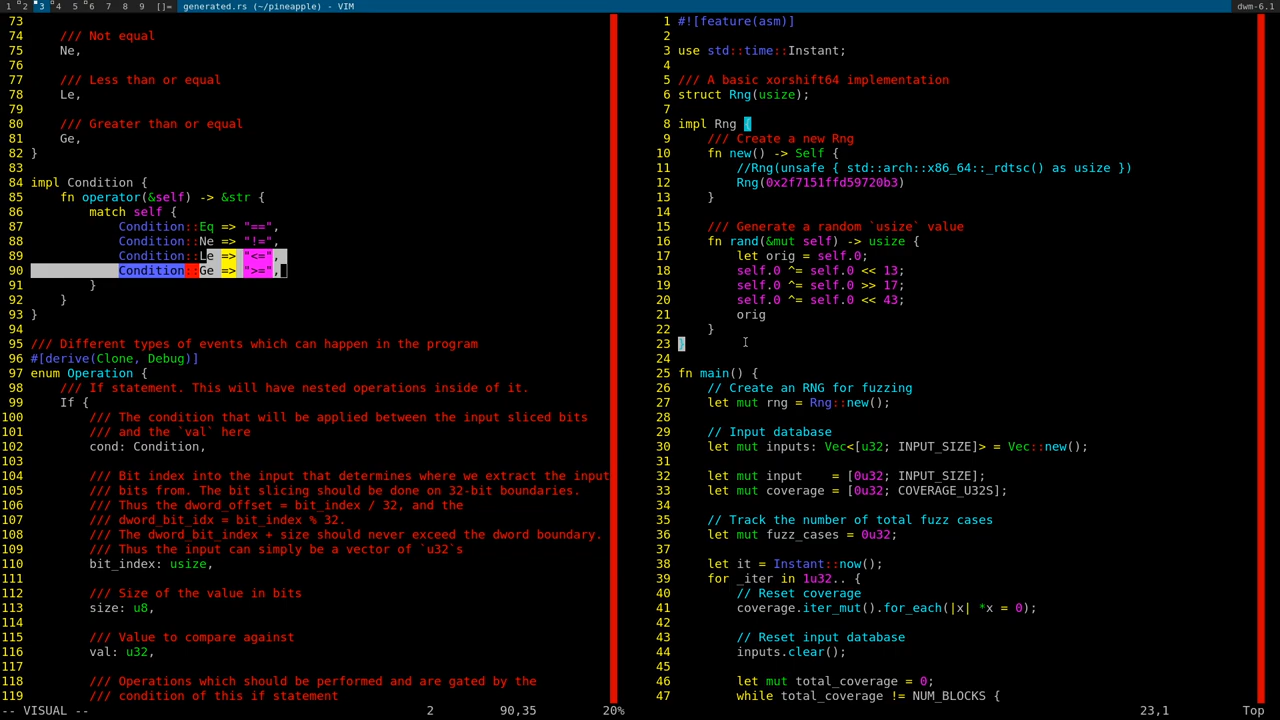 1 2 3 4 5 6 7 8 9 []= generated.rs (~/pineapple) - VIM dwm-6.1
73
74     /// Not equal
75     Ne,
76
77     /// Less than or equal
78     Le,
79
80     /// Greater than or equal
81     Ge,
82 }
83
84 impl Condition {
85     fn operator(&self) -> &str {
86         match self {
87             Condition::Eq => "==",
88             Condition::Ne => "!=",
89             Condition::Le => "<=",
90             Condition::Ge => ">=",
91         }
92     }
93 }
94
95 /// Different types of events which can happen in the program
96 #[derive(Clone, Debug)]
97 enum Operation {
98     /// If statement. This will have nested operations inside of it.
99     If {
100         /// The condition that will be applied between the input sliced bits
101         /// and the `val` here
102         cond: Condition,
103
104         /// Bit index into the input that determines where we extract the input
105         /// bits from. The bit slicing should be done on 32-bit boundaries.
106         /// Thus the dword_offset = bit_index / 32, and the
107         /// dword_bit_idx = bit_index % 32.
108         /// The dword_bit_index + size should never exceed the dword boundary.
109         /// Thus the input can simply be a vector of `u32`s
110         bit_index: usize,
111
112         /// Size of the value in bits
113         size: u8,
114
115         /// Value to compare against
116         val: u32,
117
118         /// Operations which should be performed and are gated by the
119         /// condition of this if statement
-- VISUAL -- 2 90,35 20%
1 #![feature(asm)]
2
3 use std::time::Instant;
4
5 /// A basic xorshift64 implementation
6 struct Rng(usize);
7
8 impl Rng {
9     /// Create a new Rng
10     fn new() -> Self {
11         //Rng(unsafe { std::arch::x86_64::_rdtsc() as usize })
12         Rng(0x2f7151ffd59720b3)
13     }
14
15     /// Generate a random `usize` value
16     fn rand(&mut self) -> usize {
17         let orig = self.0;
18         self.0 ^= self.0 << 13;
19         self.0 ^= self.0 >> 17;
20         self.0 ^= self.0 << 43;
21         orig
22     }
23 }
24
25 fn main() {
26     // Create an RNG for fuzzing
27     let mut rng = Rng::new();
28
29     // Input database
30     let mut inputs: Vec<[u32; INPUT_SIZE]> = Vec::new();
31
32     let mut input    = [0u32; INPUT_SIZE];
33     let mut coverage = [0u32; COVERAGE_U32S];
34
35     // Track the number of total fuzz cases
36     let mut fuzz_cases = 0u32;
37
38     let it = Instant::now();
39     for _iter in 1u32.. {
40         // Reset coverage
41         coverage.iter_mut().for_each(|x| *x = 0);
42
43         // Reset input database
44         inputs.clear();
45
46         let mut total_coverage = 0;
47         while total_coverage != NUM_BLOCKS {
23,1 Top